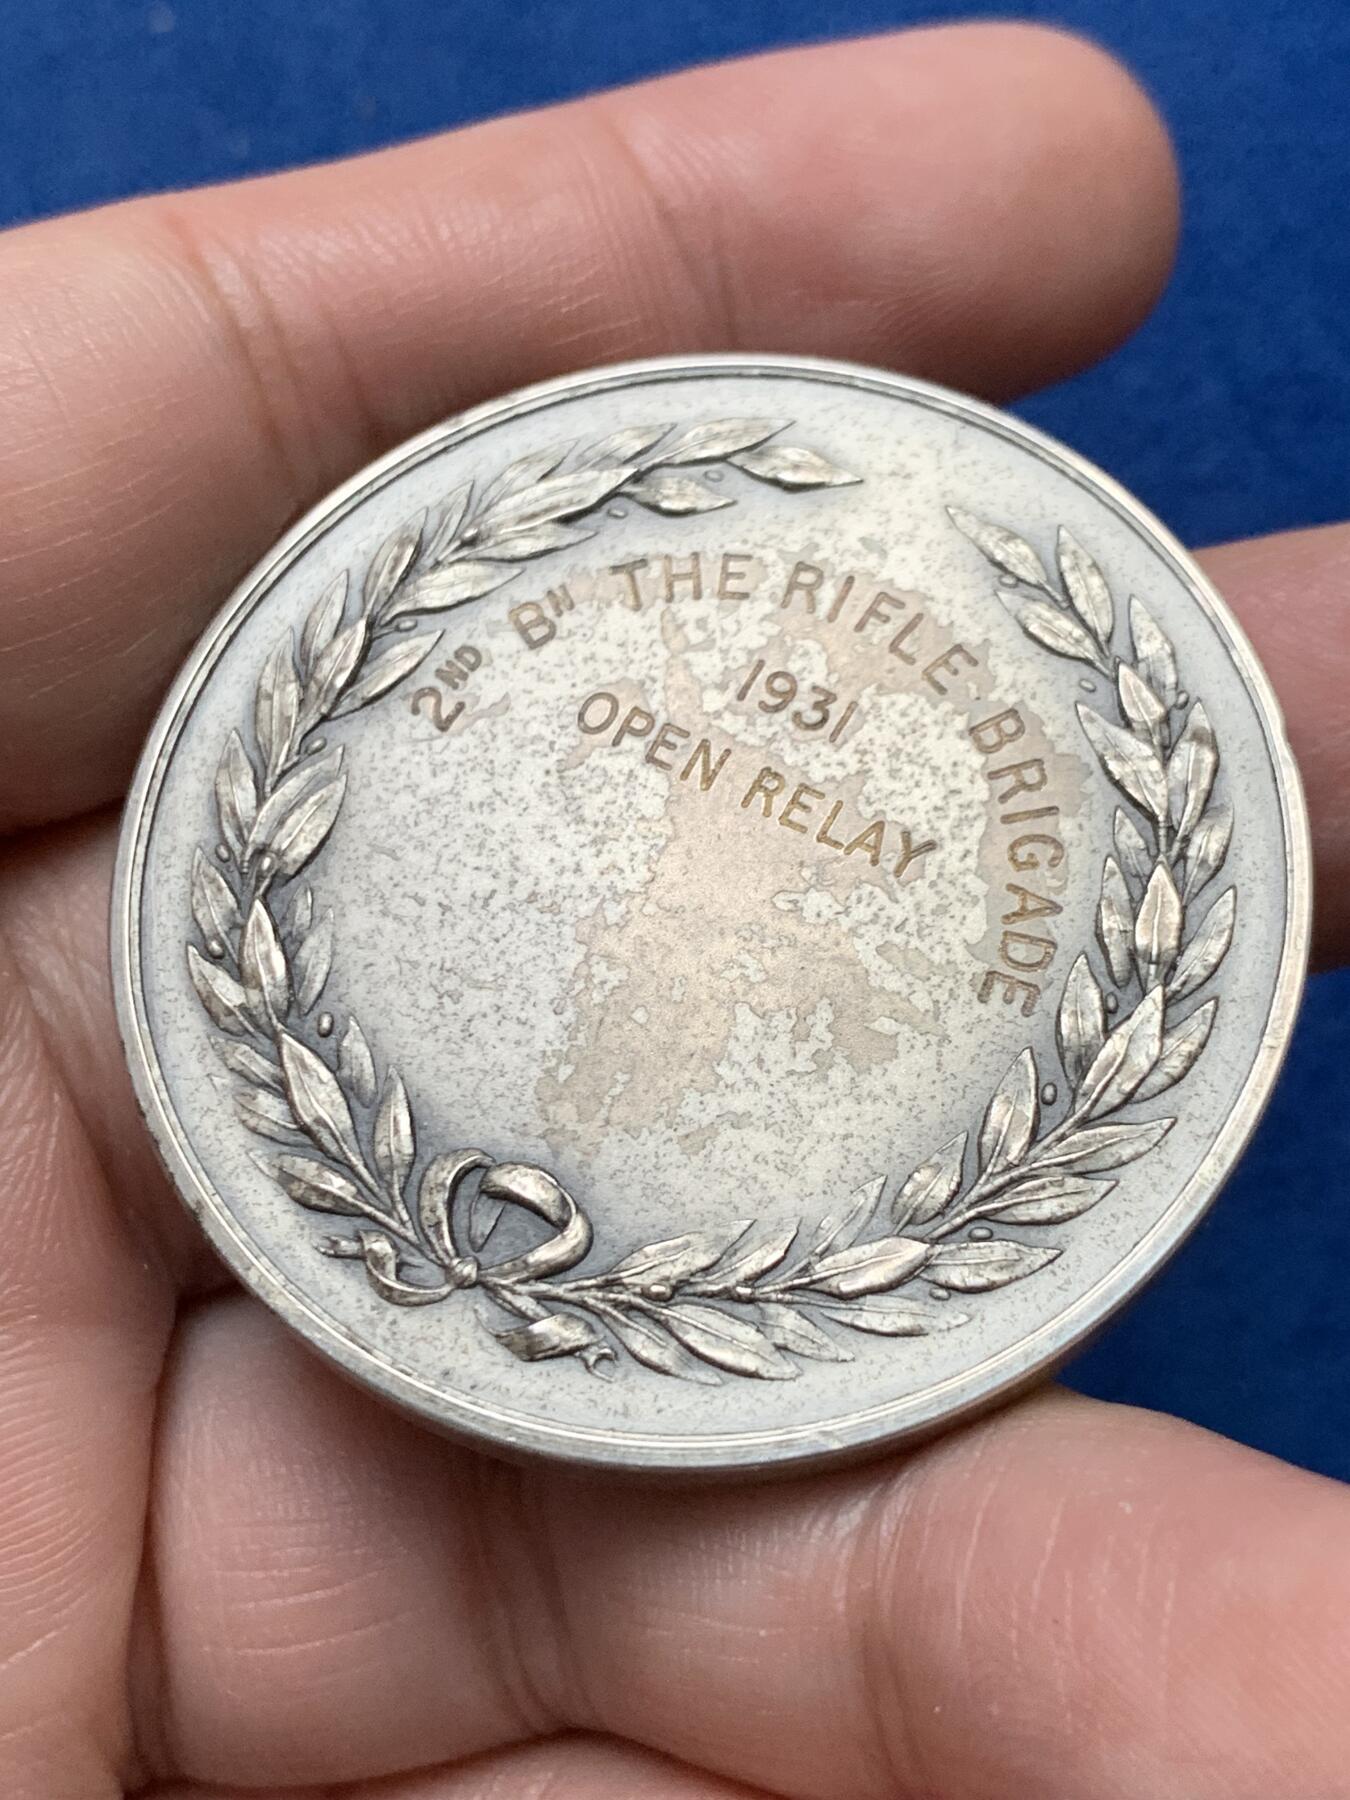 2ND BN THE RIFLE BRIGADE
1931
OPEN RELAY